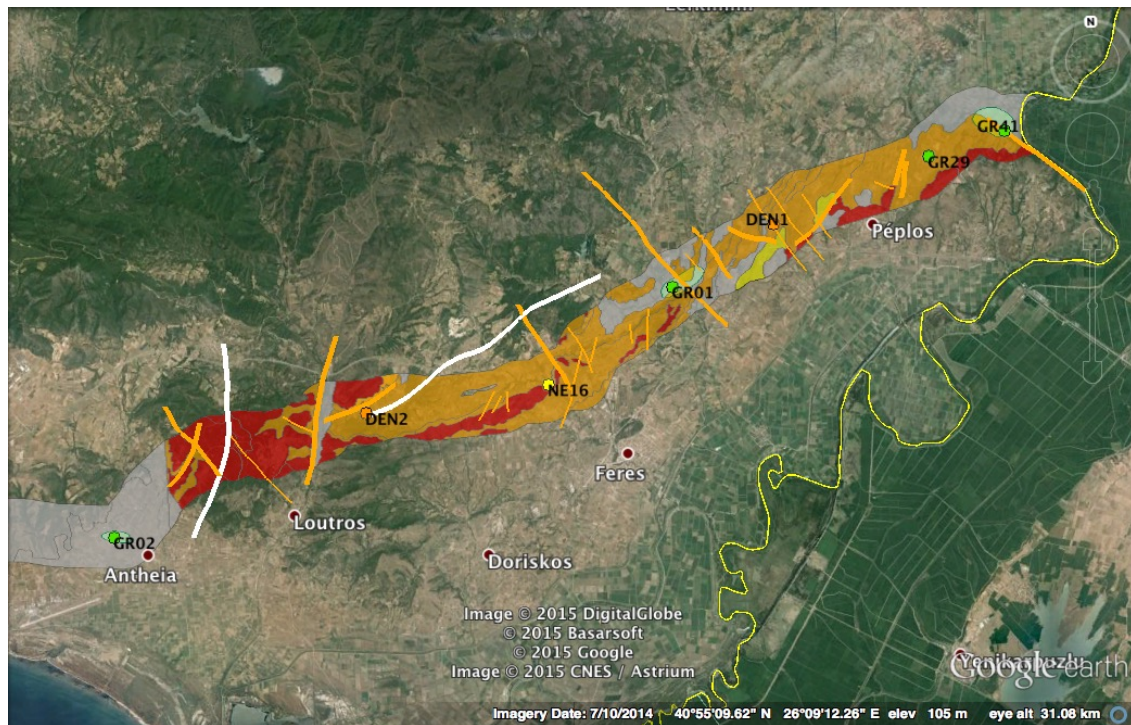 N
GR41
GR29
DEN1
Péplos
GR01
NE16
DEN2
Feres
Loutros
GR02
Antheia
Doriskos
Image © 2015 DigitalGlobe
© 2015 Basarsoft
© 2015 Google
Image © 2015 CNES / Astrium
Yenikarpuzlu
Google earth
Imagery Date: 7/10/2014 40°55'09.62" N 26°09'12.26" E elev 105 m eye alt 31.08 km